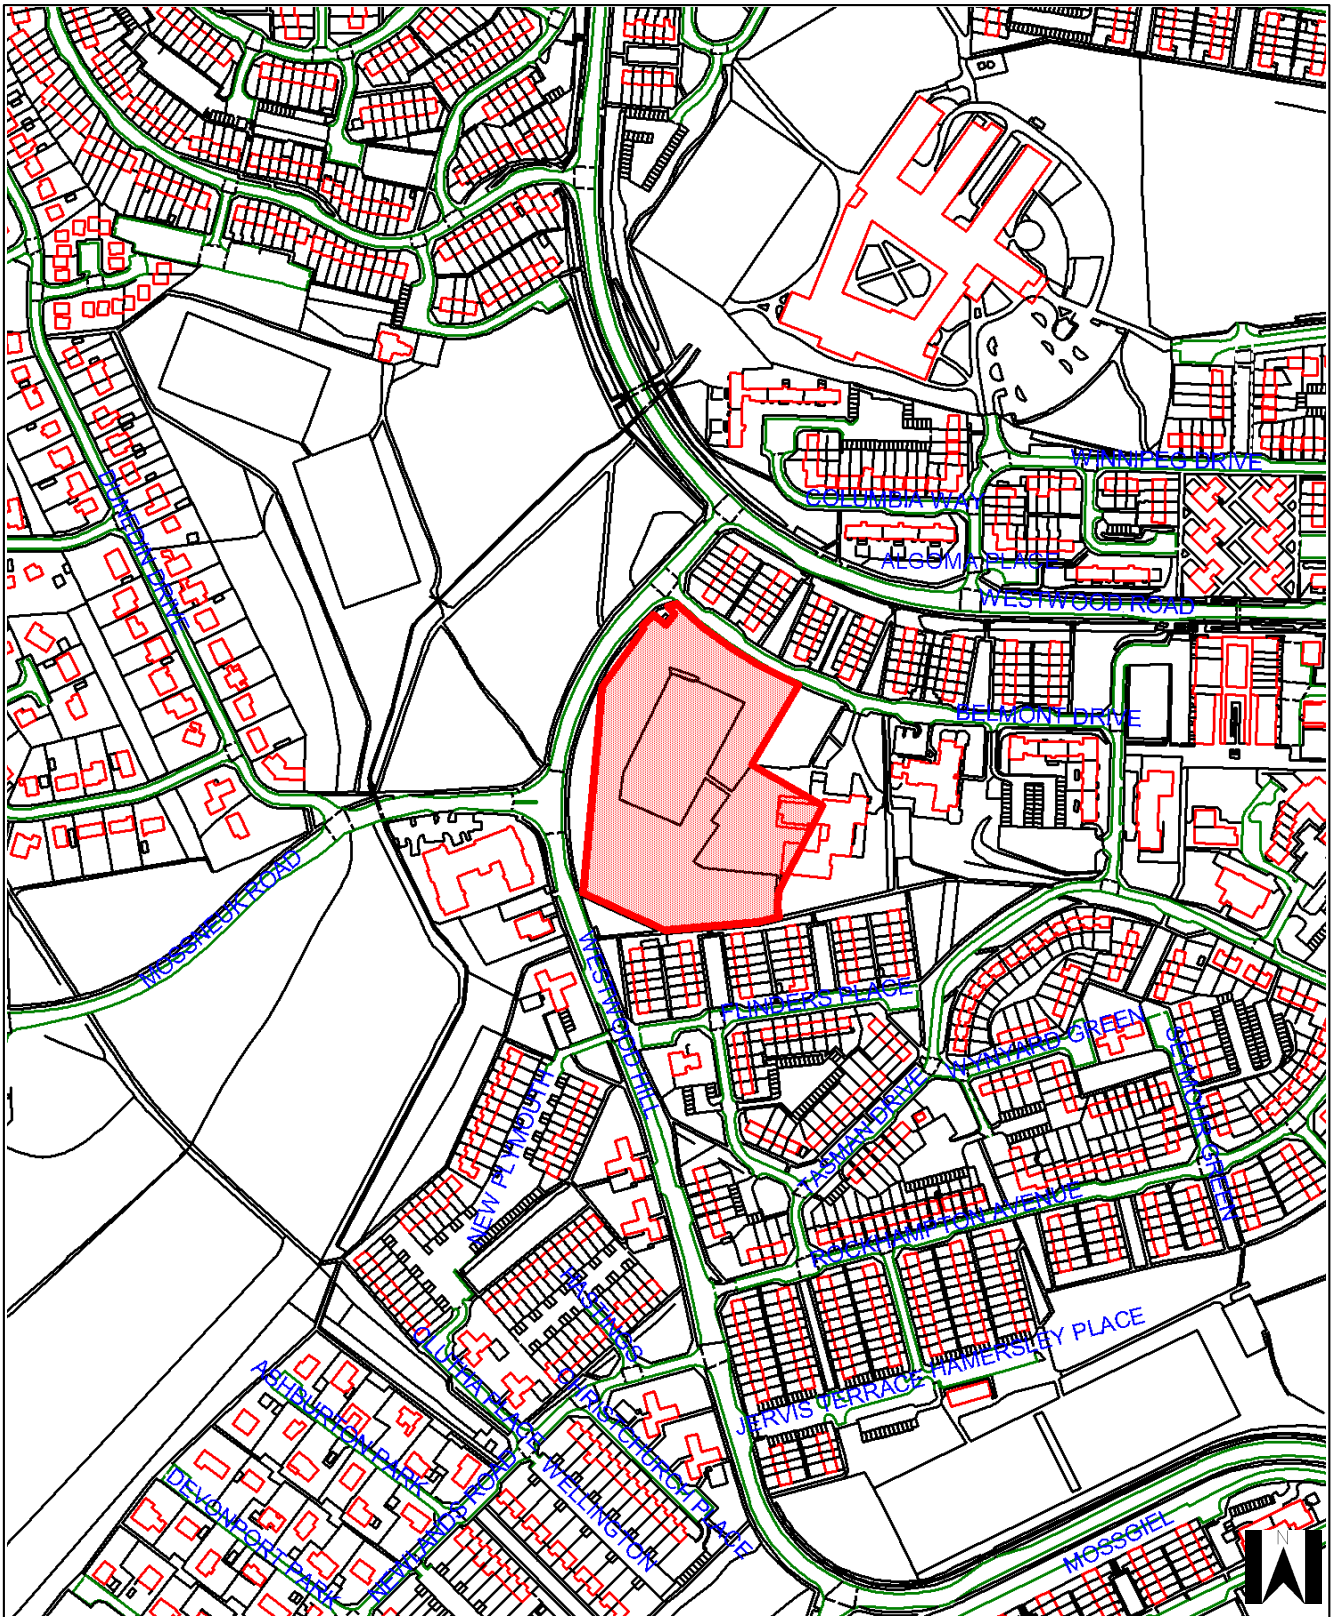 WINNIPEG DRIVE
COLUMBIA WAY
DUNEDIN DRIVE
ALGOMA PLACE
WESTWOOD ROAD
BELMONT DRIVE
MOSSNEUK ROAD
WESTWOOD HILL
FLINDERS PLACE
WYNYARD GREEN
SEYMOUR GREEN
NEW PLYMOUTH
TASMAN DRIVE
ROCKHAMPTON AVENUE
HASTINGS
CLUTHA PLACE
HAMERSLEY PLACE
JERVIS TERRACE
ASHBURTON PARK
CHRISTCHURCH PLACE
DEVONPORT PARK
NEWLANDS ROAD
WELLINGTON
MOSSGIEL
N